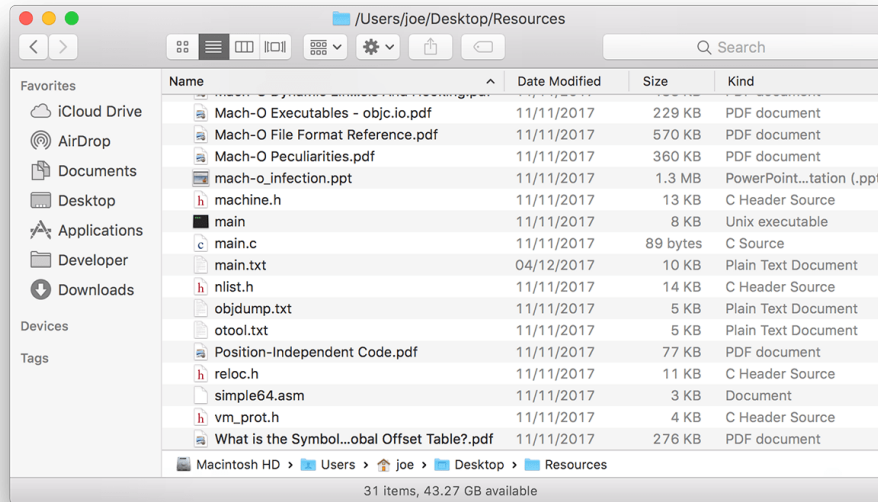 /Users/joe/Desktop/Resources
Search
Favorites
iCloud Drive
AirDrop
Documents
Desktop
Applications
Developer
Downloads
Devices
Tags
Name Date Modified Size Kind
Mach-O Executables - objc.io.pdf 11/11/2017 229 KB PDF document
Mach-O File Format Reference.pdf 11/11/2017 570 KB PDF document
Mach-O Peculiarities.pdf 11/11/2017 360 KB PDF document
mach-o_infection.ppt 11/11/2017 1.3 MB PowerPoint...tation (.ppt
machine.h 11/11/2017 13 KB C Header Source
main 11/11/2017 8 KB Unix executable
main.c 11/11/2017 89 bytes C Source
main.txt 04/12/2017 10 KB Plain Text Document
nlist.h 11/11/2017 14 KB C Header Source
objdump.txt 11/11/2017 5 KB Plain Text Document
otool.txt 11/11/2017 5 KB Plain Text Document
Position-Independent Code.pdf 11/11/2017 77 KB PDF document
reloc.h 11/11/2017 11 KB C Header Source
simple64.asm 11/11/2017 3 KB Document
vm_prot.h 11/11/2017 4 KB C Header Source
What is the Symbol...obal Offset Table?.pdf 11/11/2017 276 KB PDF document
Macintosh HD › Users › joe › Desktop › Resources
31 items, 43.27 GB available